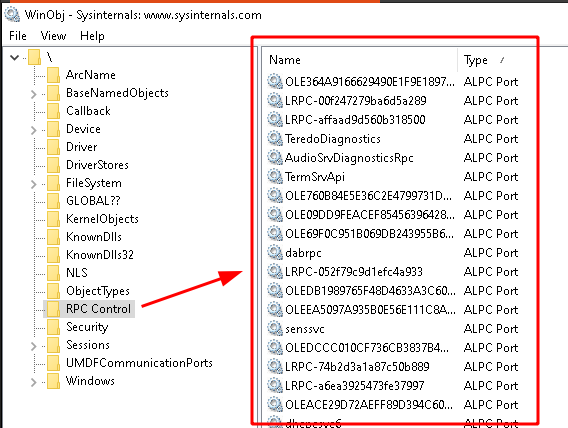 WinObj - Sysinternals: www.sysinternals.com
File View Help
\
ArcName
BaseNamedObjects
Callback
Device
Driver
DriverStores
FileSystem
GLOBAL??
KernelObjects
KnownDlls
KnownDlls32
NLS
ObjectTypes
RPC Control
Security
Sessions
UMDFCommunicationPorts
Windows
Name Type
OLE364A9166629490E1F9E1897... ALPC Port
LRPC-00f247279ba6d5a289 ALPC Port
LRPC-affaad9d560b318500 ALPC Port
TeredoDiagnostics ALPC Port
AudioSrvDiagnosticsRpc ALPC Port
TermSrvApi ALPC Port
OLE760B84E5E36C2E4799731D... ALPC Port
OLE09DD9FEACEF85456396428... ALPC Port
OLE69F0C951B069DB243955B6... ALPC Port
dabrpc ALPC Port
LRPC-052f79c9d1efc4a933 ALPC Port
OLEDB1989765F48D4633A3C60... ALPC Port
OLEEA5097A935B0E56E111C8A... ALPC Port
senssvc ALPC Port
OLEDCCC010CF736CB3837B4... ALPC Port
LRPC-74b2d3a1a87c50b889 ALPC Port
LRPC-a6ea3925473fe37997 ALPC Port
OLEACE29D72AEFF89D394C60... ALPC Port
dhcpcsvc6 ALPC Port